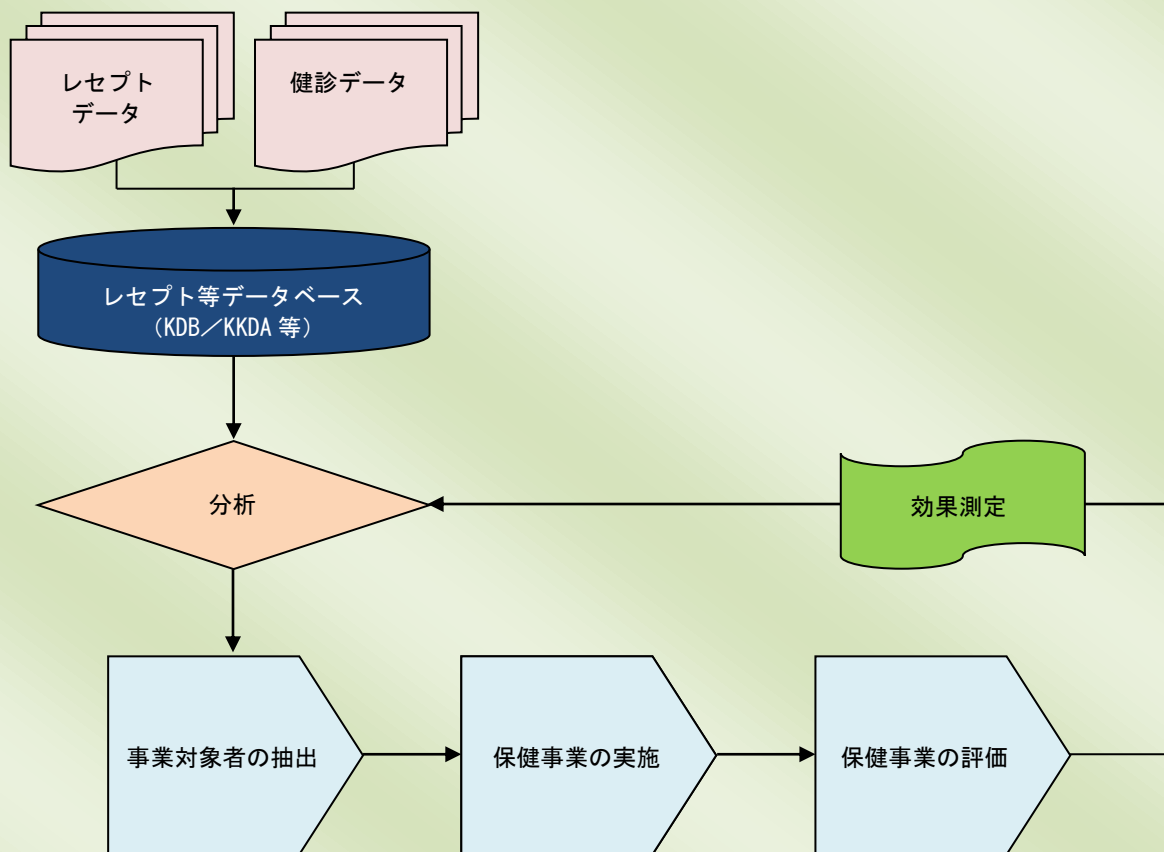 レセプト
データ
健診データ
レセプト等データベース
（KDB／KKDA 等）
分析
効果測定
事業対象者の抽出
保健事業の実施
保健事業の評価